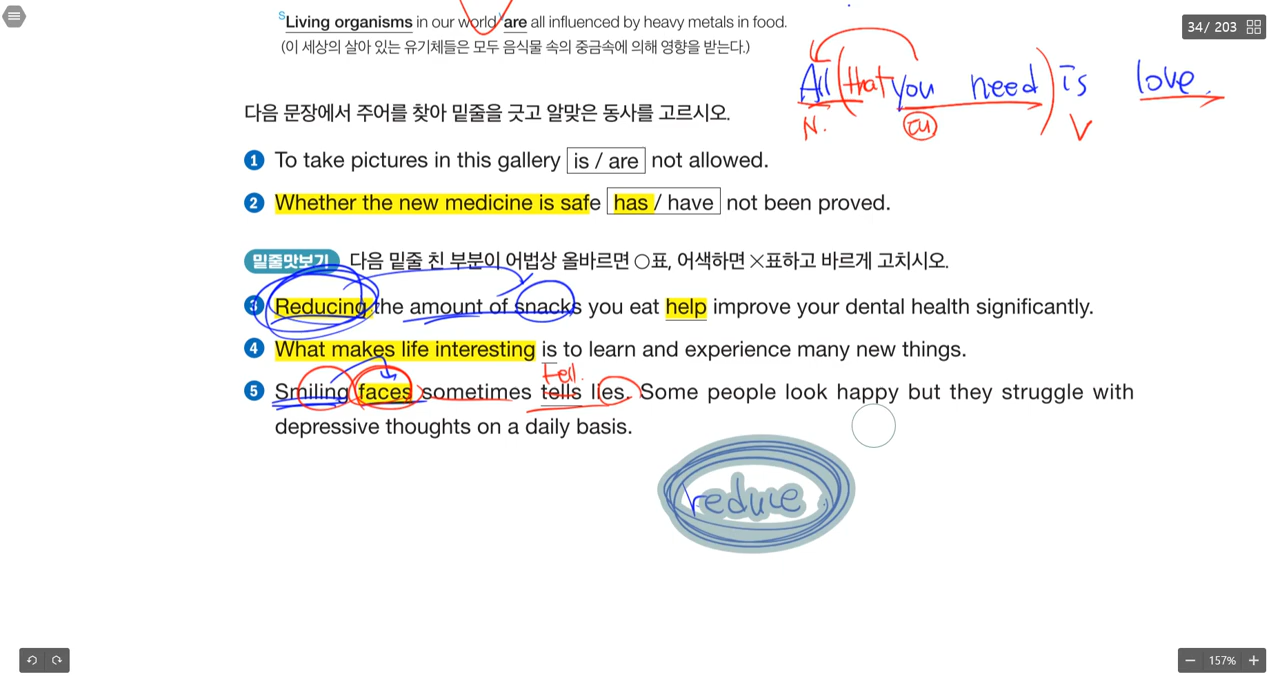 34/ 203
SLiving organisms in our world are all influenced by heavy metals in food.
(이 세상의 살아 있는 유기체들은 모두 음식물 속의 중금속에 의해 영향을 받는다.)
All (that you need) is love.
N. V
다음 문장에서 주어를 찾아 밑줄을 긋고 알맞은 동사를 고르시오.
1 To take pictures in this gallery is / are not allowed.
2 Whether the new medicine is safe has / have not been proved.
밑줄맛보기 다음 밑줄 친 부분이 어법상 올바르면 ○표, 어색하면 ×표하고 바르게 고치시오.
3 Reducing the amount of snacks you eat help improve your dental health significantly.
4 What makes life interesting is to learn and experience many new things.
Tell.
5 Smiling faces sometimes tells lies. Some people look happy but they struggle with
depressive thoughts on a daily basis.
reduce
157%